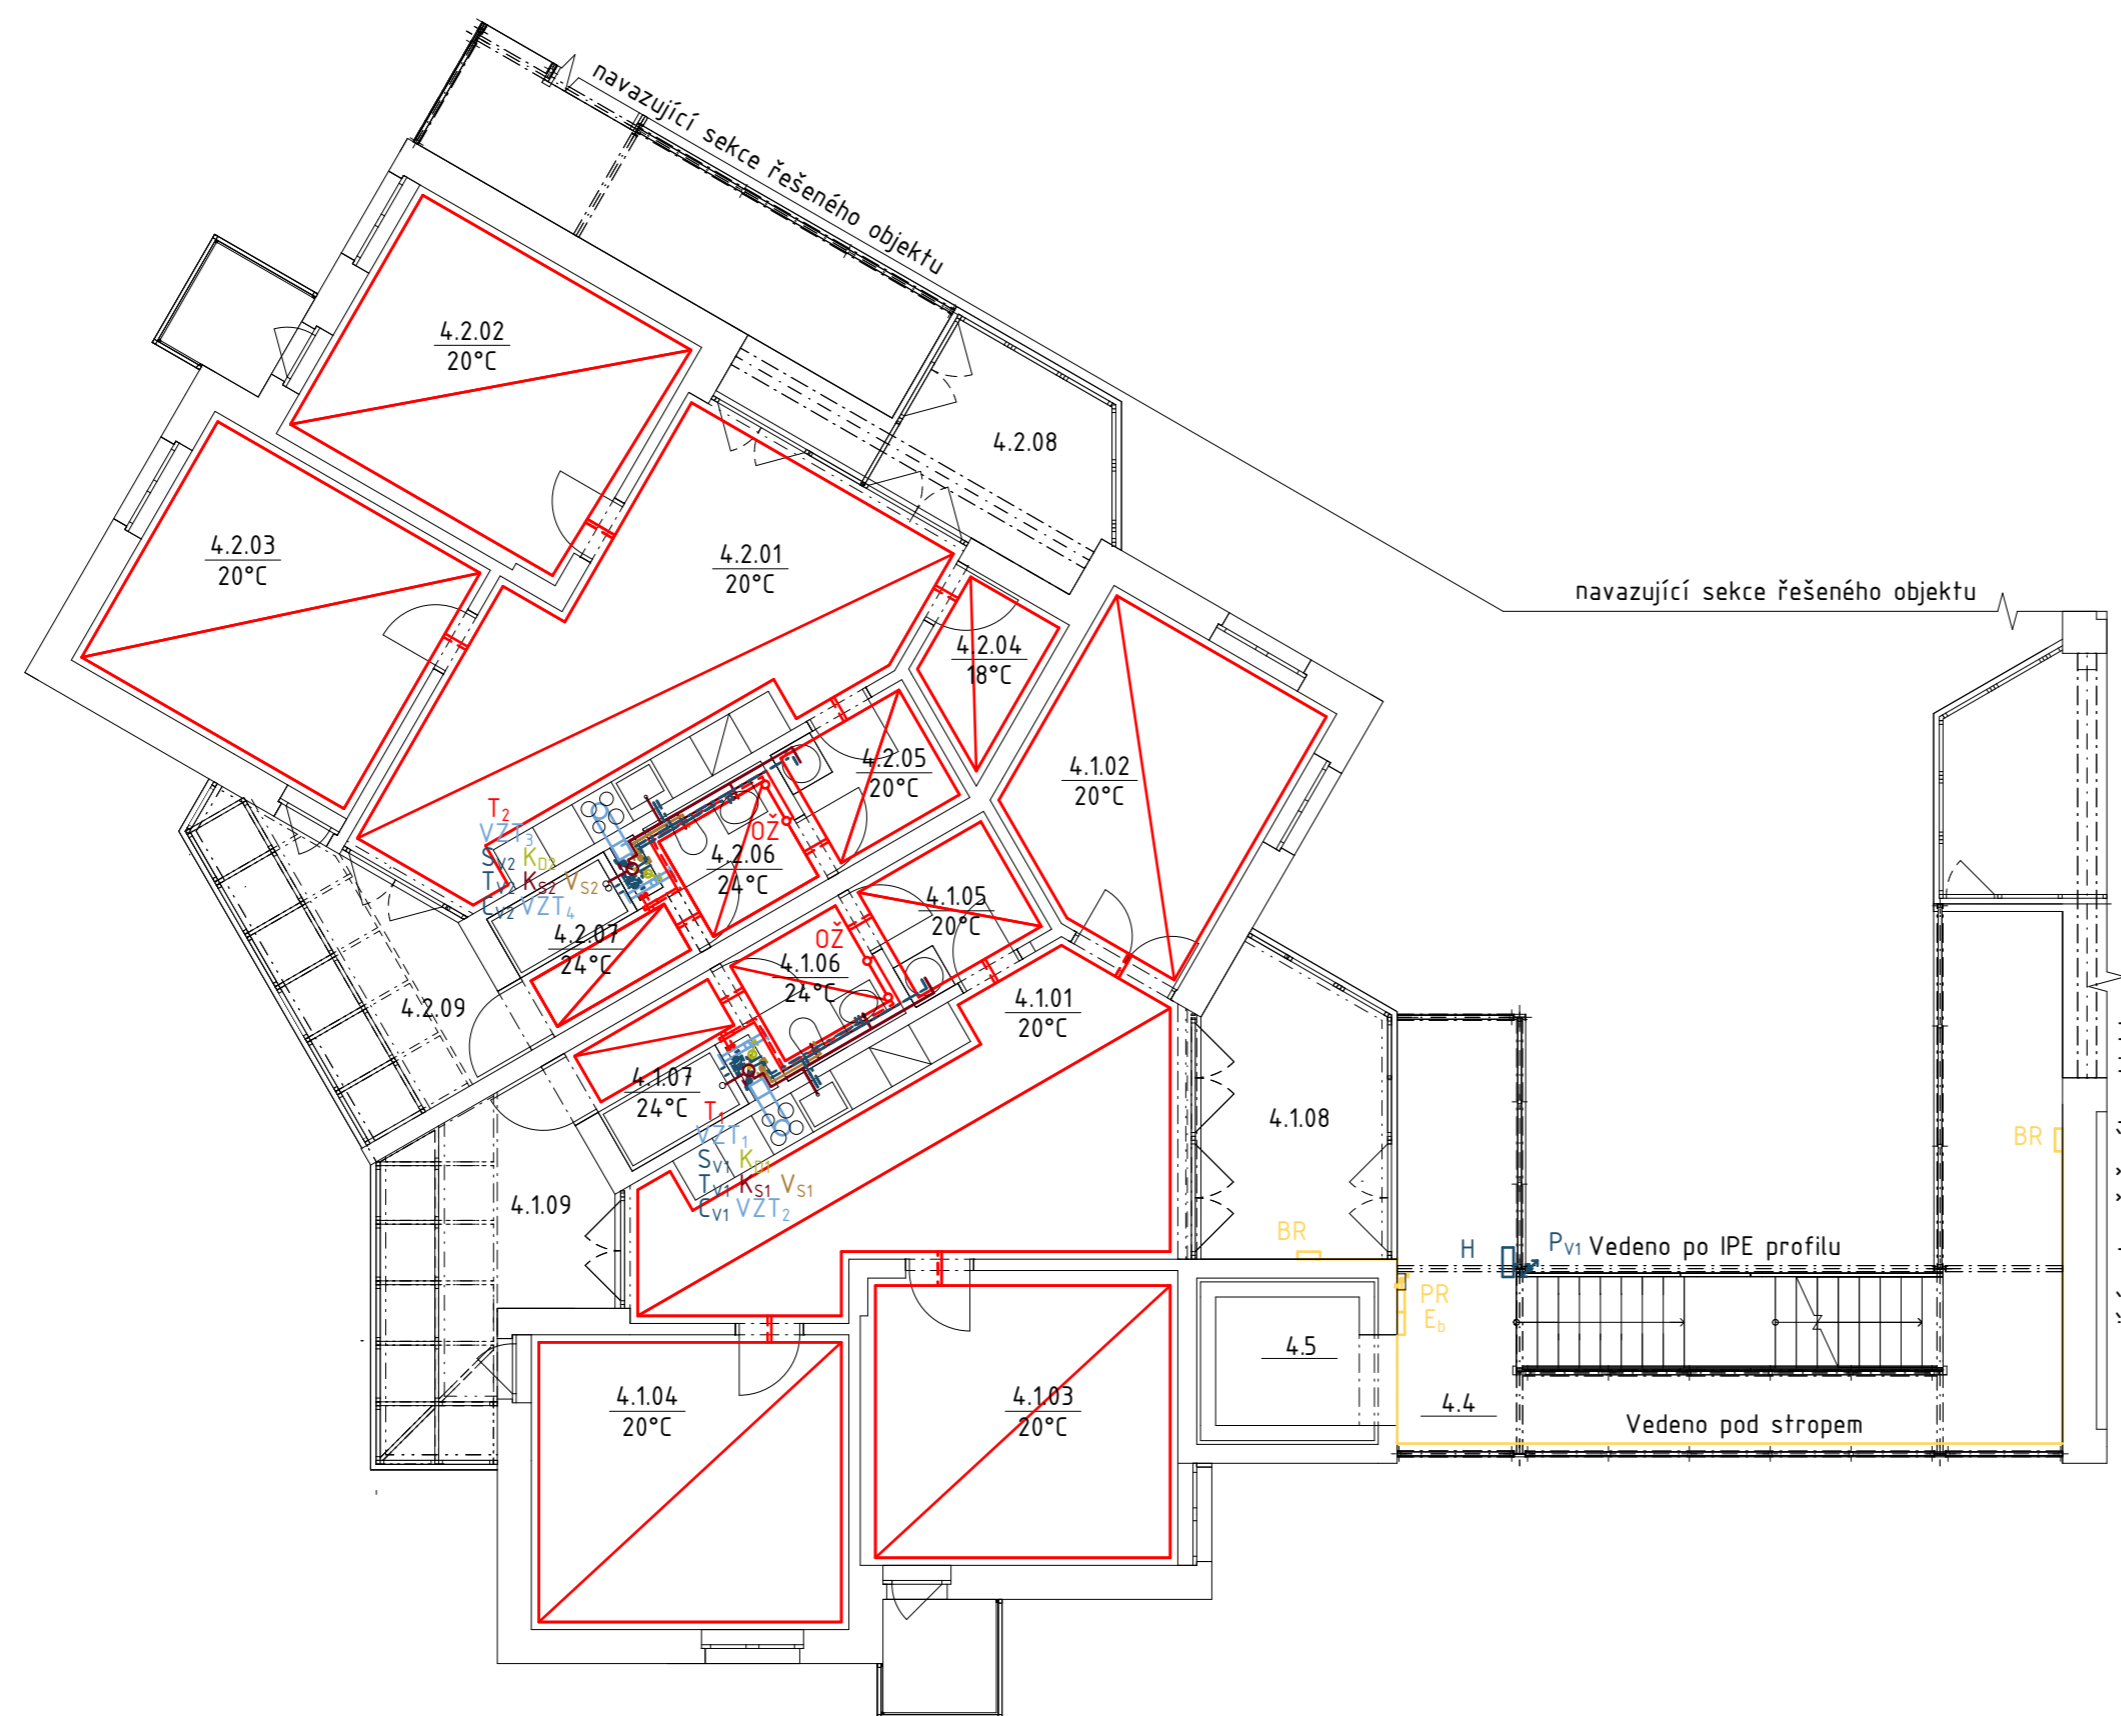 navazující sekce řešeného objektu
4.2.02
20°C
4.2.08
4.2.03
20°C
4.2.01
20°C
navazující sekce řešeného objektu
4.2.04
18°C
4.2.05
20°C
4.1.02
20°C
T2
VZT3
SV2 KD2
TV2 KS2 VS2
CV2 VZT4
OŽ
4.2.06
24°C
4.1.05
20°C
4.2.07
24°C
OŽ
4.1.06
24°C
4.2.09
4.1.01
20°C
4.1.07
24°C
T1
VZT1
SV1 KD1
TV1 KS1 VS1
CV1 VZT2
4.1.08
BR
4.1.09
BR
H
PV1 Vedeno po IPE profilu
PR
Eb
4.5
4.1.04
20°C
4.1.03
20°C
4.4
Vedeno pod stropem